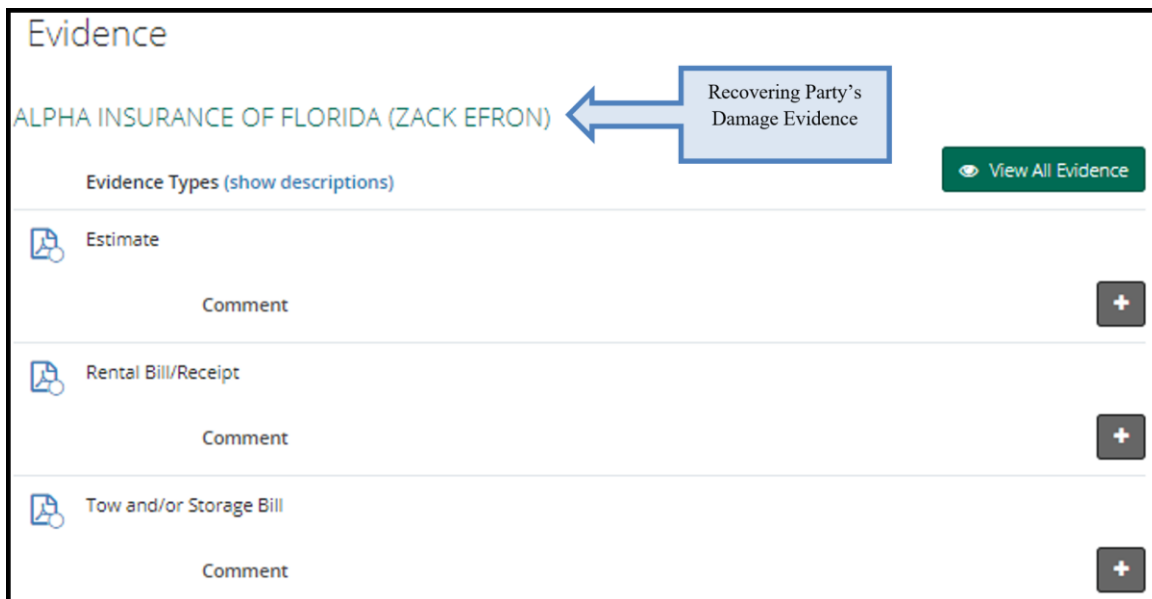 Evidence
ALPHA INSURANCE OF FLORIDA (ZACK EFRON)
Recovering Party's
Damage Evidence
Evidence Types (show descriptions)
View All Evidence
Estimate
Comment
Rental Bill/Receipt
Comment
Tow and/or Storage Bill
Comment